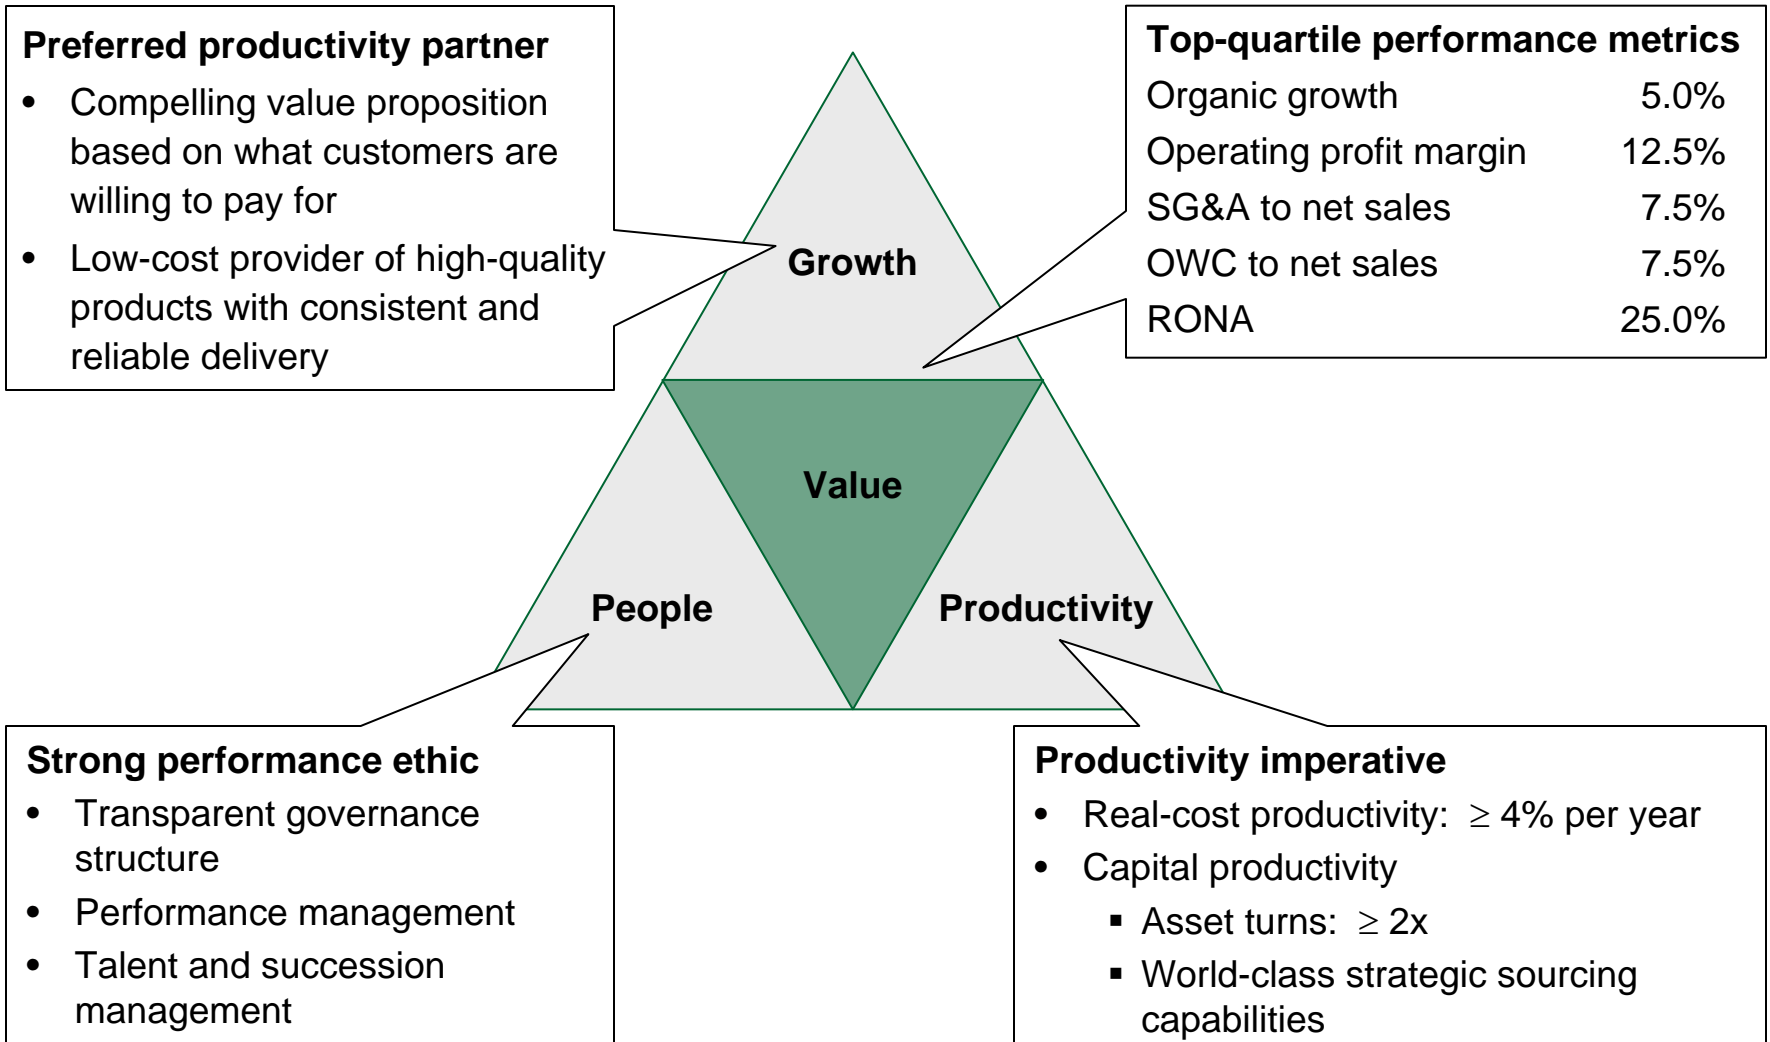 Preferred productivity partner
• Compelling value proposition
based on what customers are
willing to pay for
• Low-cost provider of high-quality
products with consistent and
reliable delivery
Top-quartile performance metrics
Organic growth 5.0%
Operating profit margin 12.5%
SG&A to net sales 7.5%
OWC to net sales 7.5%
RONA 25.0%
Growth
Value
People
Productivity
Strong performance ethic
• Transparent governance
structure
• Performance management
• Talent and succession
management
Productivity imperative
• Real-cost productivity: ≥ 4% per year
• Capital productivity
▪ Asset turns: ≥ 2x
▪ World-class strategic sourcing
capabilities